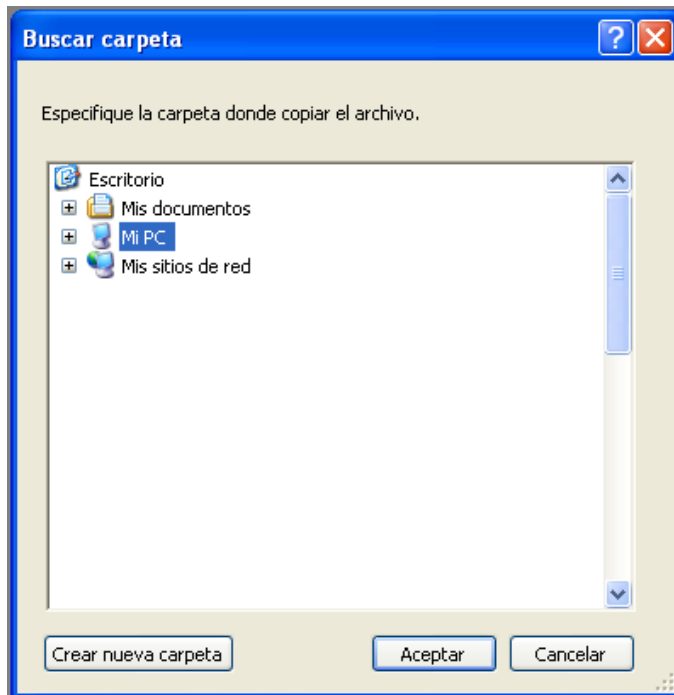 Buscar carpeta
Especifique la carpeta donde copiar el archivo.
Escritorio
Mis documentos
Mi PC
Mis sitios de red
Crear nueva carpeta Aceptar Cancelar